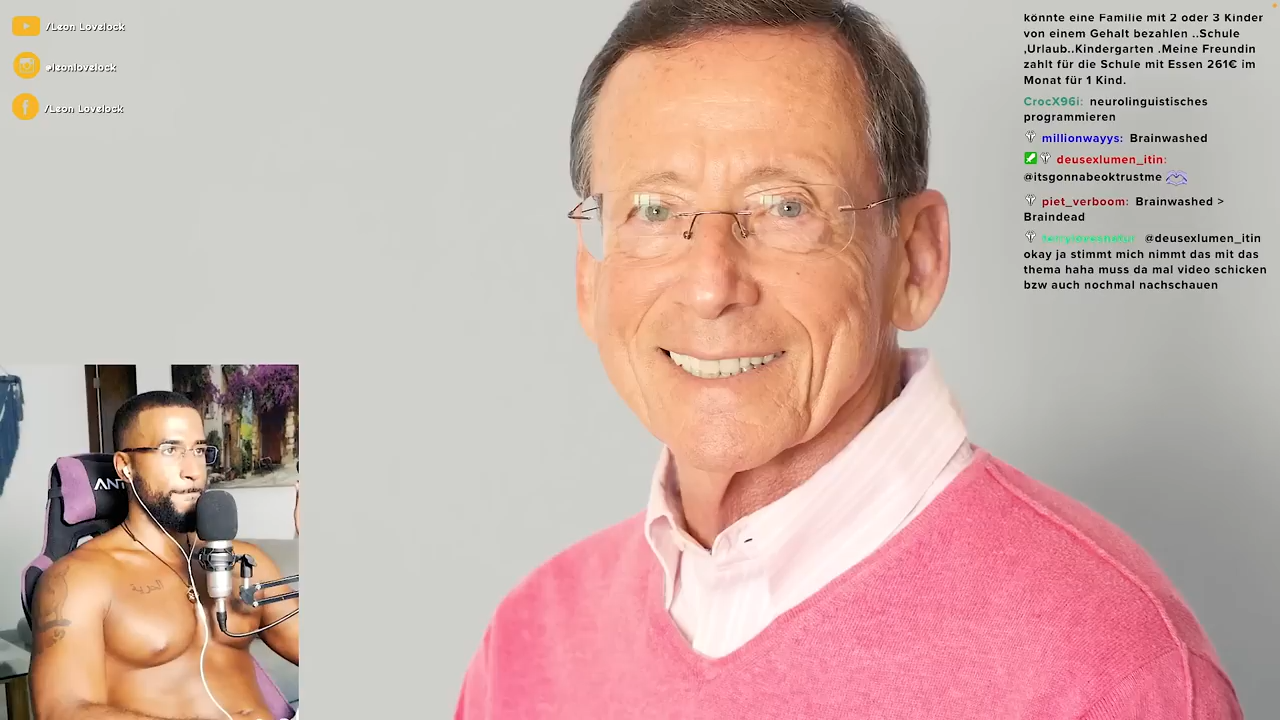 /Leon Lovelock
@leonlovelock
/Leon Lovelock
könnte eine Familie mit 2 oder 3 Kinder
von einem Gehalt bezahlen ..Schule
,Urlaub..Kindergarten .Meine Freundin
zahlt für die Schule mit Essen 261€ im
Monat für 1 Kind.
CrocX96i: neurolinguistisches
programmieren
millionwayys: Brainwashed
deusexlumen_itin:
@itsgonnabeoktrustme
piet_verboom: Brainwashed >
Braindead
@deusexlumen_itin
okay ja stimmt mich nimmt das mit das
thema haha muss da mal video schicken
bzw auch nochmal nachschauen
ANT